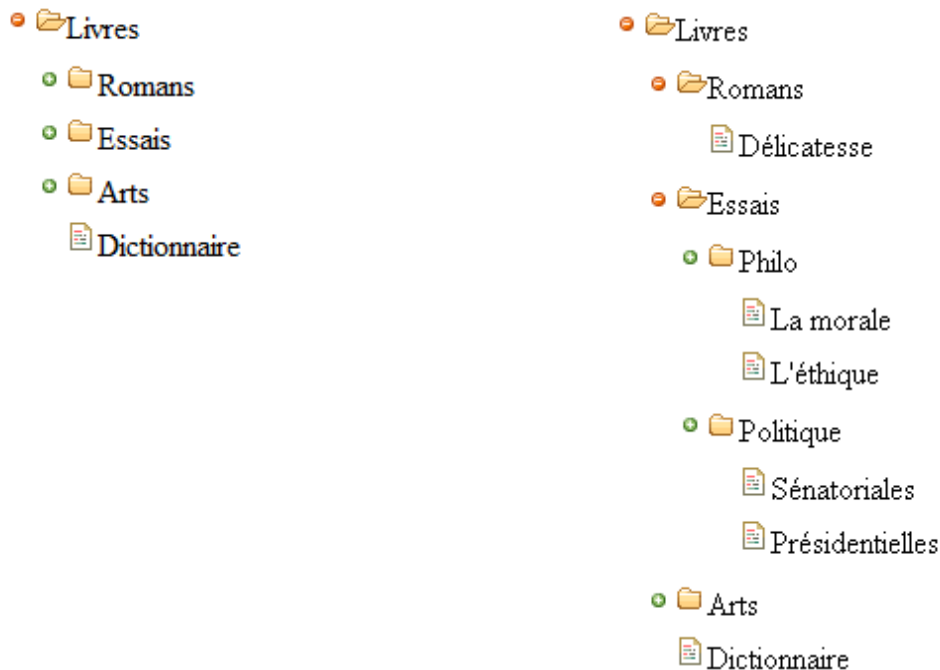 Livres
Romans
Essais
Arts
Dictionnaire
Livres
Romans
Délicatesse
Essais
Philo
La morale
L'éthique
Politique
Sénatoriales
Présidentielles
Arts
Dictionnaire